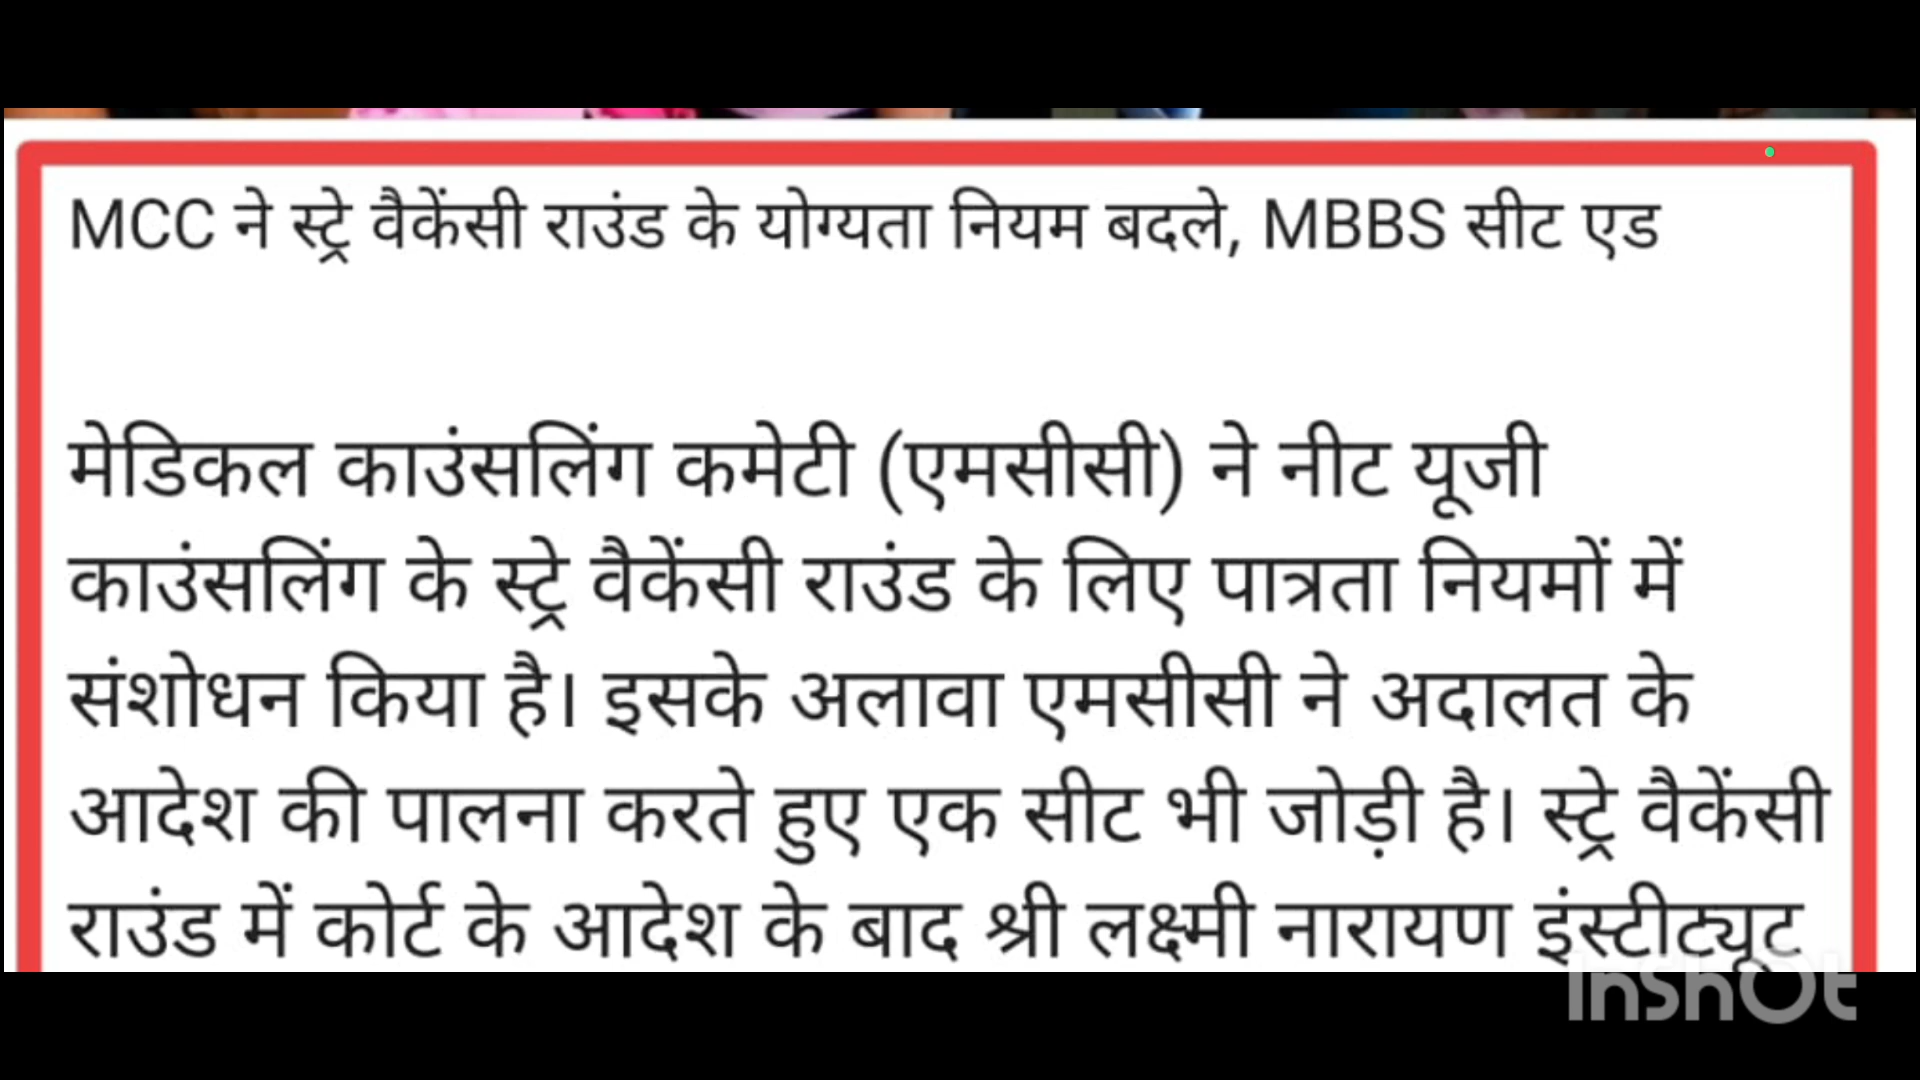 MCC ने स्ट्रे वैकेंसी राउंड के योग्यता नियम बदले, MBBS सीट एड
मेडिकल काउंसलिंग कमेटी (एमसीसी) ने नीट यूजी
काउंसलिंग के स्ट्रे वैकेंसी राउंड के लिए पात्रता नियमों में
संशोधन किया है। इसके अलावा एमसीसी ने अदालत के
आदेश की पालना करते हुए एक सीट भी जोड़ी है। स्ट्रे वैकेंसी
राउंड में कोर्ट के आदेश के बाद श्री लक्ष्मी नारायण इंस्टीट्यूट
InShOt